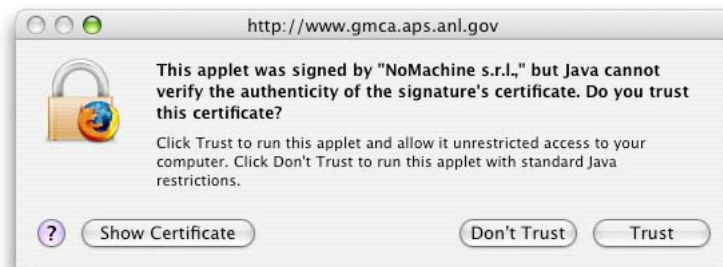 http://www.gmca.aps.anl.gov
This applet was signed by "NoMachine s.r.l.," but Java cannot
verify the authenticity of the signature's certificate. Do you trust
this certificate?
Click Trust to run this applet and allow it unrestricted access to your
computer. Click Don't Trust to run this applet with standard Java
restrictions.
? Show Certificate Don't Trust Trust